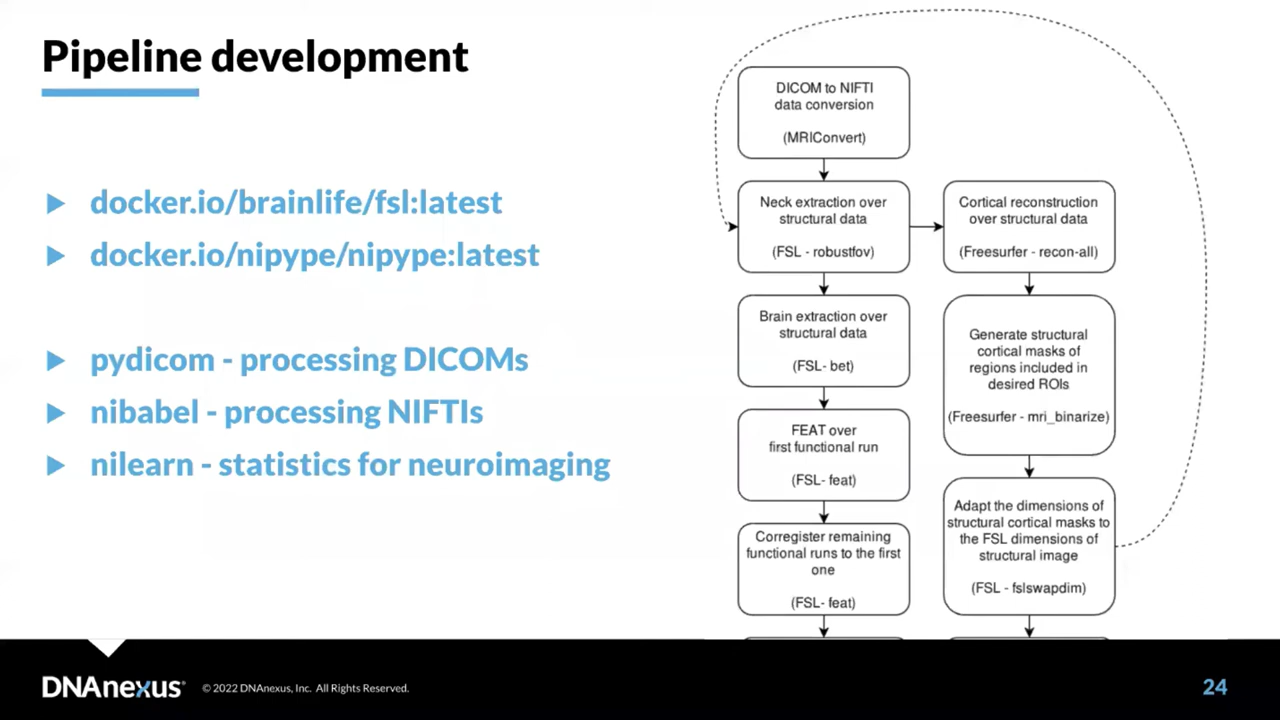 Pipeline development
docker.io/brainlife/fsl:latest
docker.io/nipype/nipype:latest
pydicom - processing DICOMs
nibabel - processing NIFTIs
nilearn - statistics for neuroimaging
DICOM to NIFTI
data conversion
(MRIConvert)
Neck extraction over
structural data
(FSL - robustfov)
Brain extraction over
structural data
(FSL- bet)
FEAT over
first functional run
(FSL- feat)
Corregister remaining
functional runs to the first
one
(FSL- feat)
Cortical reconstruction
over structural data
(Freesurfer - recon-all)
Generate structural
cortical masks of
regions included in
desired ROIs
(Freesurfer - mri_binarize)
Adapt the dimensions of
structural cortical masks to
the FSL dimensions of
structural image
(FSL - fslswapdim)
DNAnexus® © 2022 DNAnexus, Inc. All Rights Reserved.
24